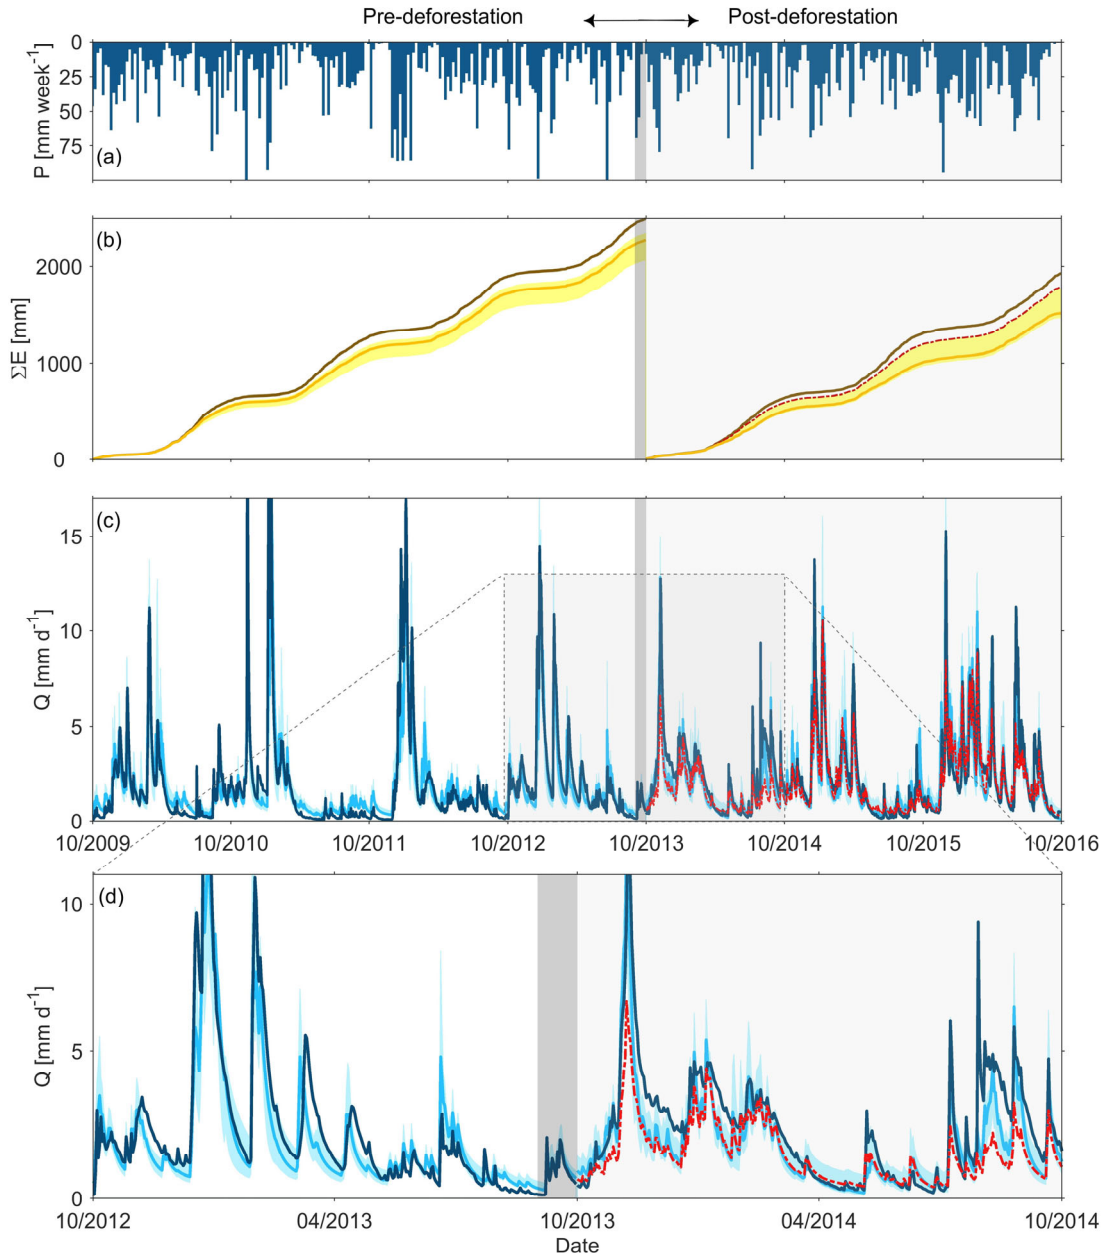 Pre-deforestation Post-deforestation
P [mm week⁻¹]
0
25
50
75
(a)
ΣE [mm]
(b)
2000
1000
0
Q [mm d⁻¹]
(c)
15
10
5
0
10/2009 10/2010 10/2011 10/2012 10/2013 10/2014 10/2015 10/2016
Q [mm d⁻¹]
(d)
10
5
0
10/2012 04/2013 10/2013 04/2014 10/2014
Date